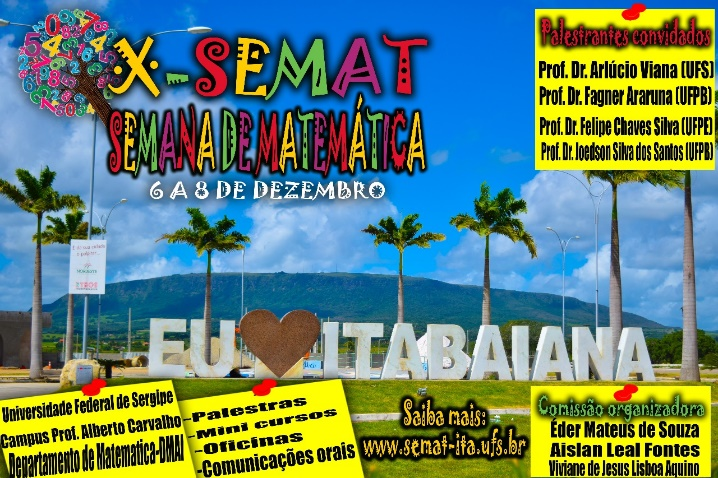 X-SEMAT
SEMANA DE MATEMÁTICA
6 A 8 DE DEZEMBRO
Palestrantes convidados
Prof. Dr. Arlúcio Viana (UFS)
Prof. Dr. Fagner Araruna (UFPB)
Prof. Dr. Felipe Chaves Silva (UFPE)
Prof. Dr. Joedson Silva dos Santos (UFPB)
EU ITABAIANA
Universidade Federal de Sergipe
Campus Prof. Alberto Carvalho
Departamento de Matematica-DMAI
-Palestras
-Mini cursos
-Oficinas
-Comunicações orais
Saiba mais:
www.semat-ita.ufs.br
Comissão organizadora
Éder Mateus de Souza
Aislan Leal Fontes
Viviane de Jesus Lisboa Aquino